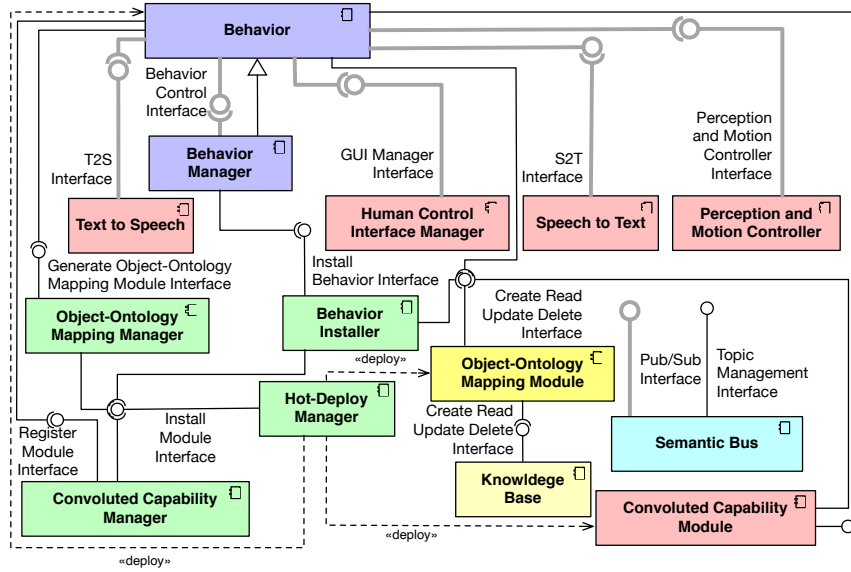 Behavior
Behavior
Control
Interface
T2S
Interface
Behavior
Manager
GUI Manager
Interface
S2T
Interface
Perception
and Motion
Controller
Interface
Text to Speech
Human Control
Interface Manager
Speech to Text
Perception and
Motion Controller
Generate Object-Ontology
Mapping Module Interface
Install
Behavior Interface
Object-Ontology
Mapping Manager
Behavior
Installer
Create Read
Update Delete
Interface
«deploy»
Object-Ontology
Mapping Module
Pub/Sub
Interface
Topic
Management
Interface
Hot-Deploy
Manager
Register
Module
Interface
Install
Module
Interface
Create Read
Update Delete
Interface
Semantic Bus
Convoluted Capability
Manager
Knowldege
Base
Convoluted Capability
Module
«deploy»
«deploy»